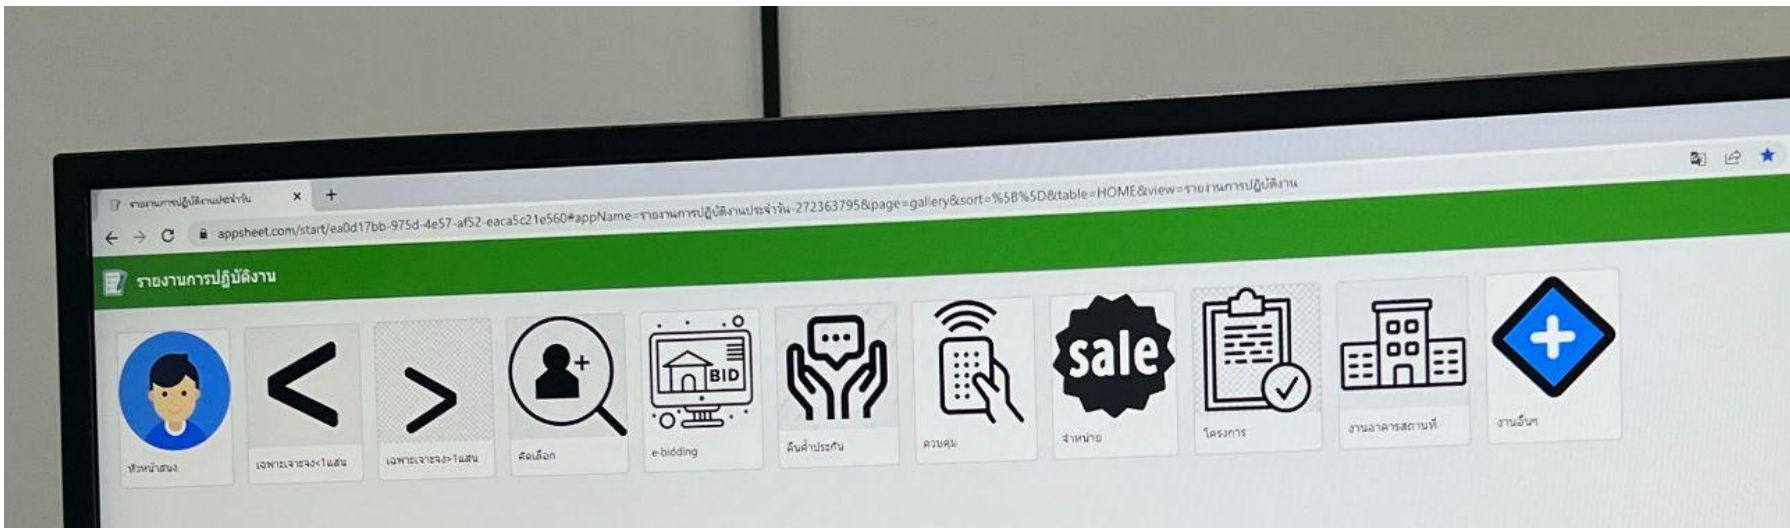 รายงานการปฏิบัติงานประจำวัน
appsheet.com/start/ea0d17bb-975d-4e57-af52-eaca5c21e560#appName=รายงานการปฏิบัติงานประจำวัน-272363795&page=gallery&sort=%5B%5D&table=HOME&view=รายงานการปฏิบัติงาน
รายงานการปฏิบัติงาน
BID
sale
หัวหน้าสนง.
เฉพาะเจาะจง<1แสน
เฉพาะเจาะจง>1แสน
คัดเลือก
e-bidding
คืนค้ำประกัน
ควบคุม
จำหน่าย
โครงการ
งานอาคารสถานที่
งานอื่นๆ